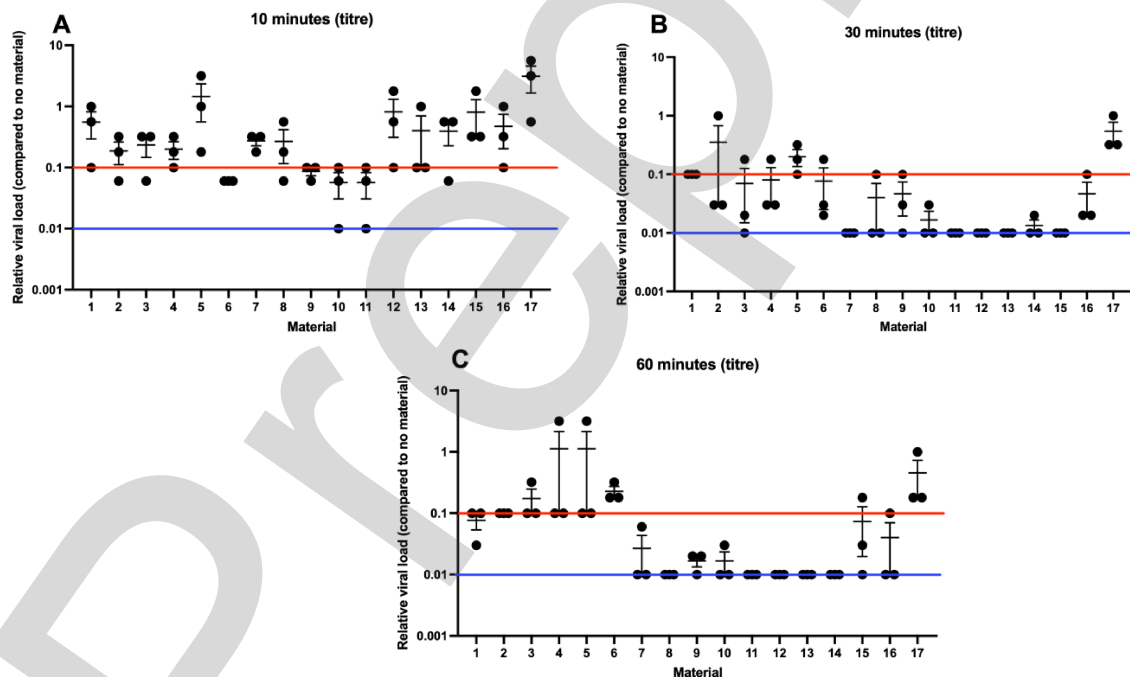 A
10 minutes (titre)
Relative viral load (compared to no material)
10
1
0.1
0.01
0.001
1 2 3 4 5 6 7 8 9 10 11 12 13 14 15 16 17
Material
B
30 minutes (titre)
Relative viral load (compared to no material)
10
1
0.1
0.01
0.001
1 2 3 4 5 6 7 8 9 10 11 12 13 14 15 16 17
Material
C
60 minutes (titre)
Relative viral load (compared to no material)
10
1
0.1
0.01
0.001
1 2 3 4 5 6 7 8 9 10 11 12 13 14 15 16 17
Material